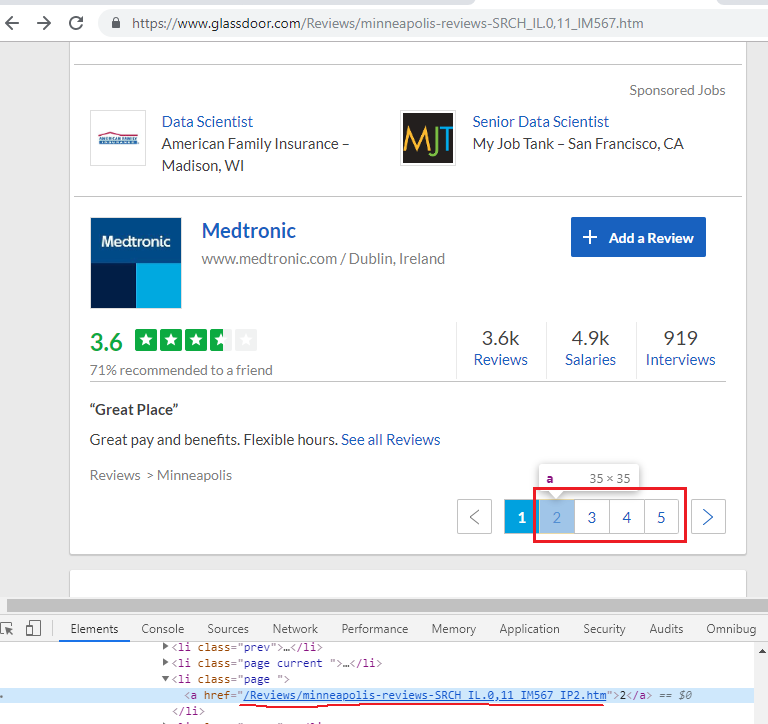 https://www.glassdoor.com/Reviews/minneapolis-reviews-SRCH_IL.0,11_IM567.htm
Sponsored Jobs
AMERICAN FAMILY
INSURANCE
Data Scientist
American Family Insurance –
Madison, WI
MJT
Senior Data Scientist
My Job Tank – San Francisco, CA
Medtronic
Medtronic
www.medtronic.com / Dublin, Ireland
+ Add a Review
3.6
71% recommended to a friend
3.6k
Reviews
4.9k
Salaries
919
Interviews
“Great Place”
Great pay and benefits. Flexible hours. See all Reviews
Reviews > Minneapolis
a 35 × 35
< 1 2 3 4 5 >
Elements Console Sources Network Performance Memory Application Security Audits Omnibug
<li class="prev">…</li>
<li class="page current ">…</li>
<li class="page ">
<a href="/Reviews/minneapolis-reviews-SRCH_IL.0,11_IM567_IP2.htm">2</a> == $0
</li>